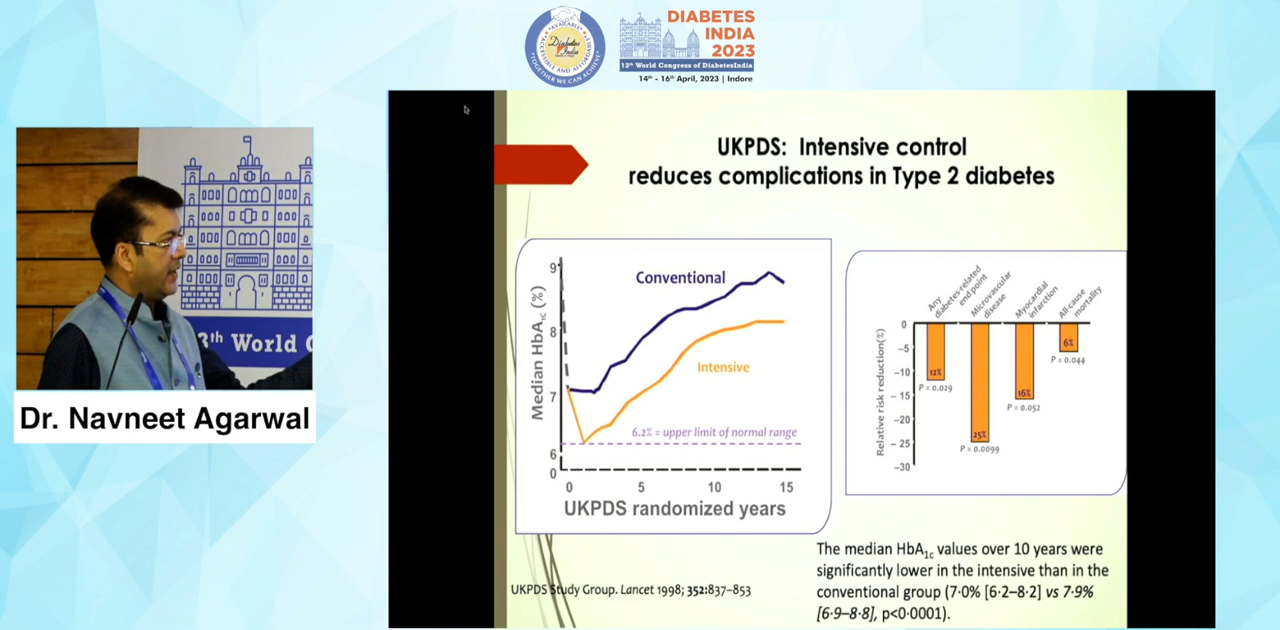 AVAILABLE
ACCESSIBLE AND AFFORDABLE
Diabetes
India
TOGETHER WE CAN ACHIEVE
DIABETES
INDIA
2023
12th World Congress of DiabetesIndia
14th - 16th April, 2023 | Indore
UKPDS: Intensive control
reduces complications in Type 2 diabetes
Median HbA1c (%)
9
8
7
6
0
Conventional
Intensive
6.2% = upper limit of normal range
0 5 10 15
UKPDS randomized years
Relative risk reduction(%)
0
-5
-10
-15
-20
-25
-30
Any
diabetes-related
end point
Microvascular
disease
Myocardial
infarction
All-cause
mortality
12%
P = 0.029
25%
P = 0.0099
16%
P = 0.052
6%
P = 0.044
The median HbA1c values over 10 years were
significantly lower in the intensive than in the
conventional group (7·0% [6·2–8·2] vs 7·9%
[6·9–8·8], p<0·0001).
UKPDS Study Group. Lancet 1998; 352:837–853
3th World C
Dr. Navneet Agarwal